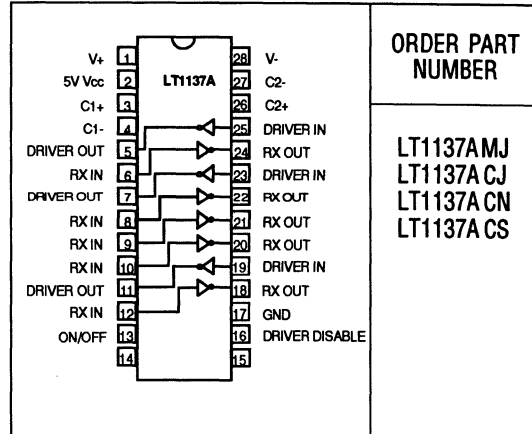 V+ 1 LT1137A 28 V-
5V Vcc 2 27 C2-
C1+ 3 26 C2+
C1- 4 25 DRIVER IN
DRIVER OUT 5 24 RX OUT
RX IN 6 23 DRIVER IN
DRIVER OUT 7 22 RX OUT
RX IN 8 21 RX OUT
RX IN 9 20 RX OUT
RX IN 10 19 DRIVER IN
DRIVER OUT 11 18 RX OUT
RX IN 12 17 GND
ON/OFF 13 16 DRIVER DISABLE
14 15
ORDER PART
NUMBER
LT1137AMJ
LT1137ACJ
LT1137ACN
LT1137ACS